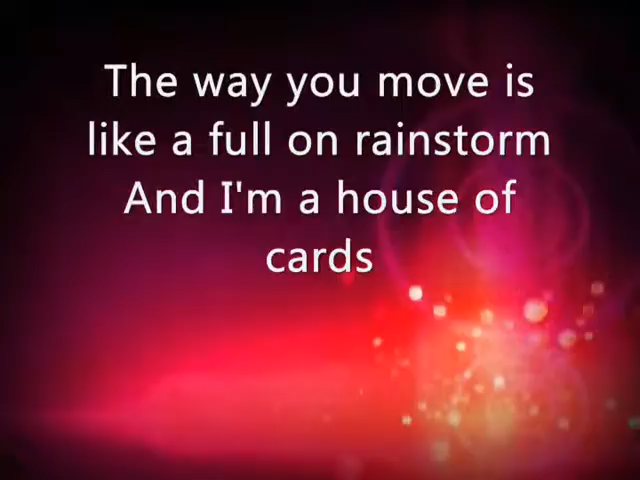 The way you move is
like a full on rainstorm
And I'm a house of
cards